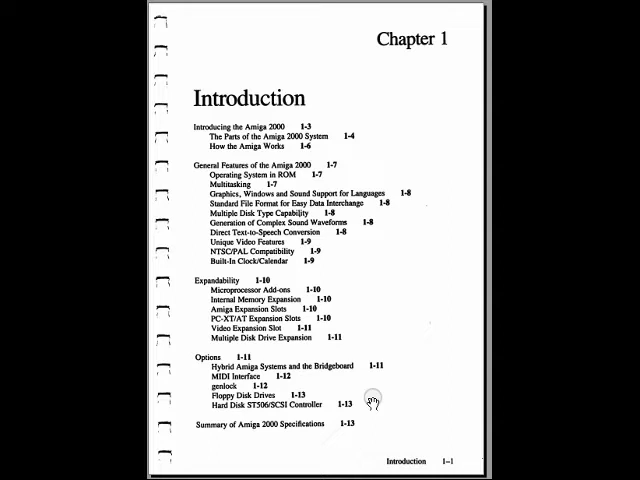 Chapter 1
Introduction
Introducing the Amiga 2000 1-3
The Parts of the Amiga 2000 System 1-4
How the Amiga Works 1-6
General Features of the Amiga 2000 1-7
Operating System in ROM 1-7
Multitasking 1-7
Graphics, Windows and Sound Support for Languages 1-8
Standard File Format for Easy Data Interchange 1-8
Multiple Disk Type Capability 1-8
Generation of Complex Sound Waveforms 1-8
Direct Text-to-Speech Conversion 1-8
Unique Video Features 1-9
NTSC/PAL Compatibility 1-9
Built-In Clock/Calendar 1-9
Expandability 1-10
Microprocessor Add-ons 1-10
Internal Memory Expansion 1-10
Amiga Expansion Slots 1-10
PC-XT/AT Expansion Slots 1-10
Video Expansion Slot 1-11
Multiple Disk Drive Expansion 1-11
Options 1-11
Hybrid Amiga Systems and the Bridgeboard 1-11
MIDI Interface 1-12
genlock 1-12
Floppy Disk Drives 1-13
Hard Disk ST506/SCSI Controller 1-13
Summary of Amiga 2000 Specifications 1-13
Introduction 1-1